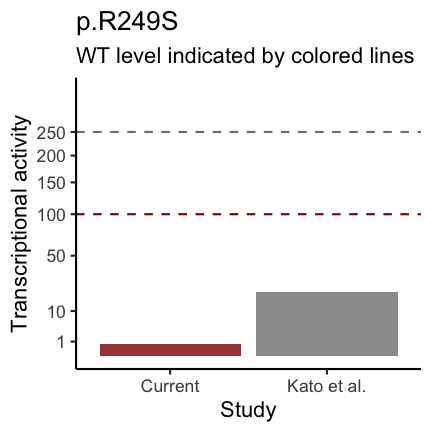 p.R249S
WT level indicated by colored lines
Transcriptional activity
250
200
150
100
50
10
1
Current
Kato et al.
Study